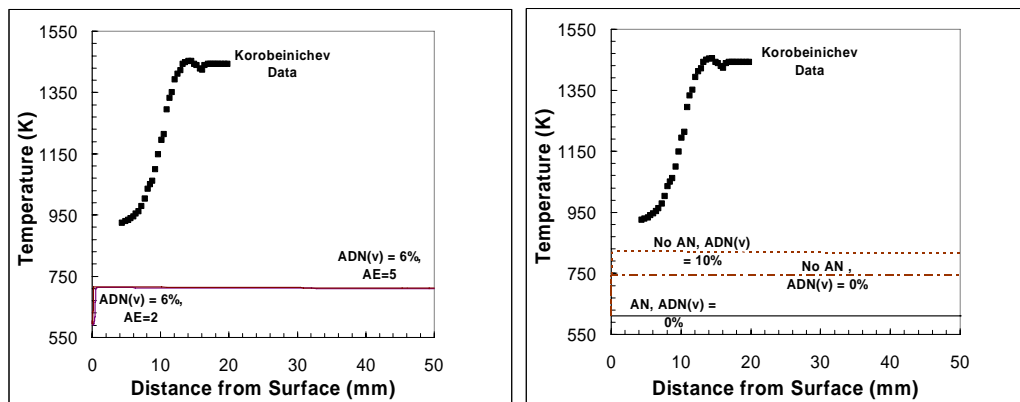 1550
1350
1150
950
750
550
Temperature (K)
Korobeinichev
Data
ADN(v) = 6%,
AE=5
ADN(v) = 6%,
AE=2
0 10 20 30 40 50
Distance from Surface (mm)
1550
1350
1150
950
750
550
Temperature (K)
Korobeinichev
Data
No AN, ADN(v)
= 10%
No AN ,
ADN(v) = 0%
AN, ADN(v) =
0%
0 10 20 30 40 50
Distance from Surface (mm)